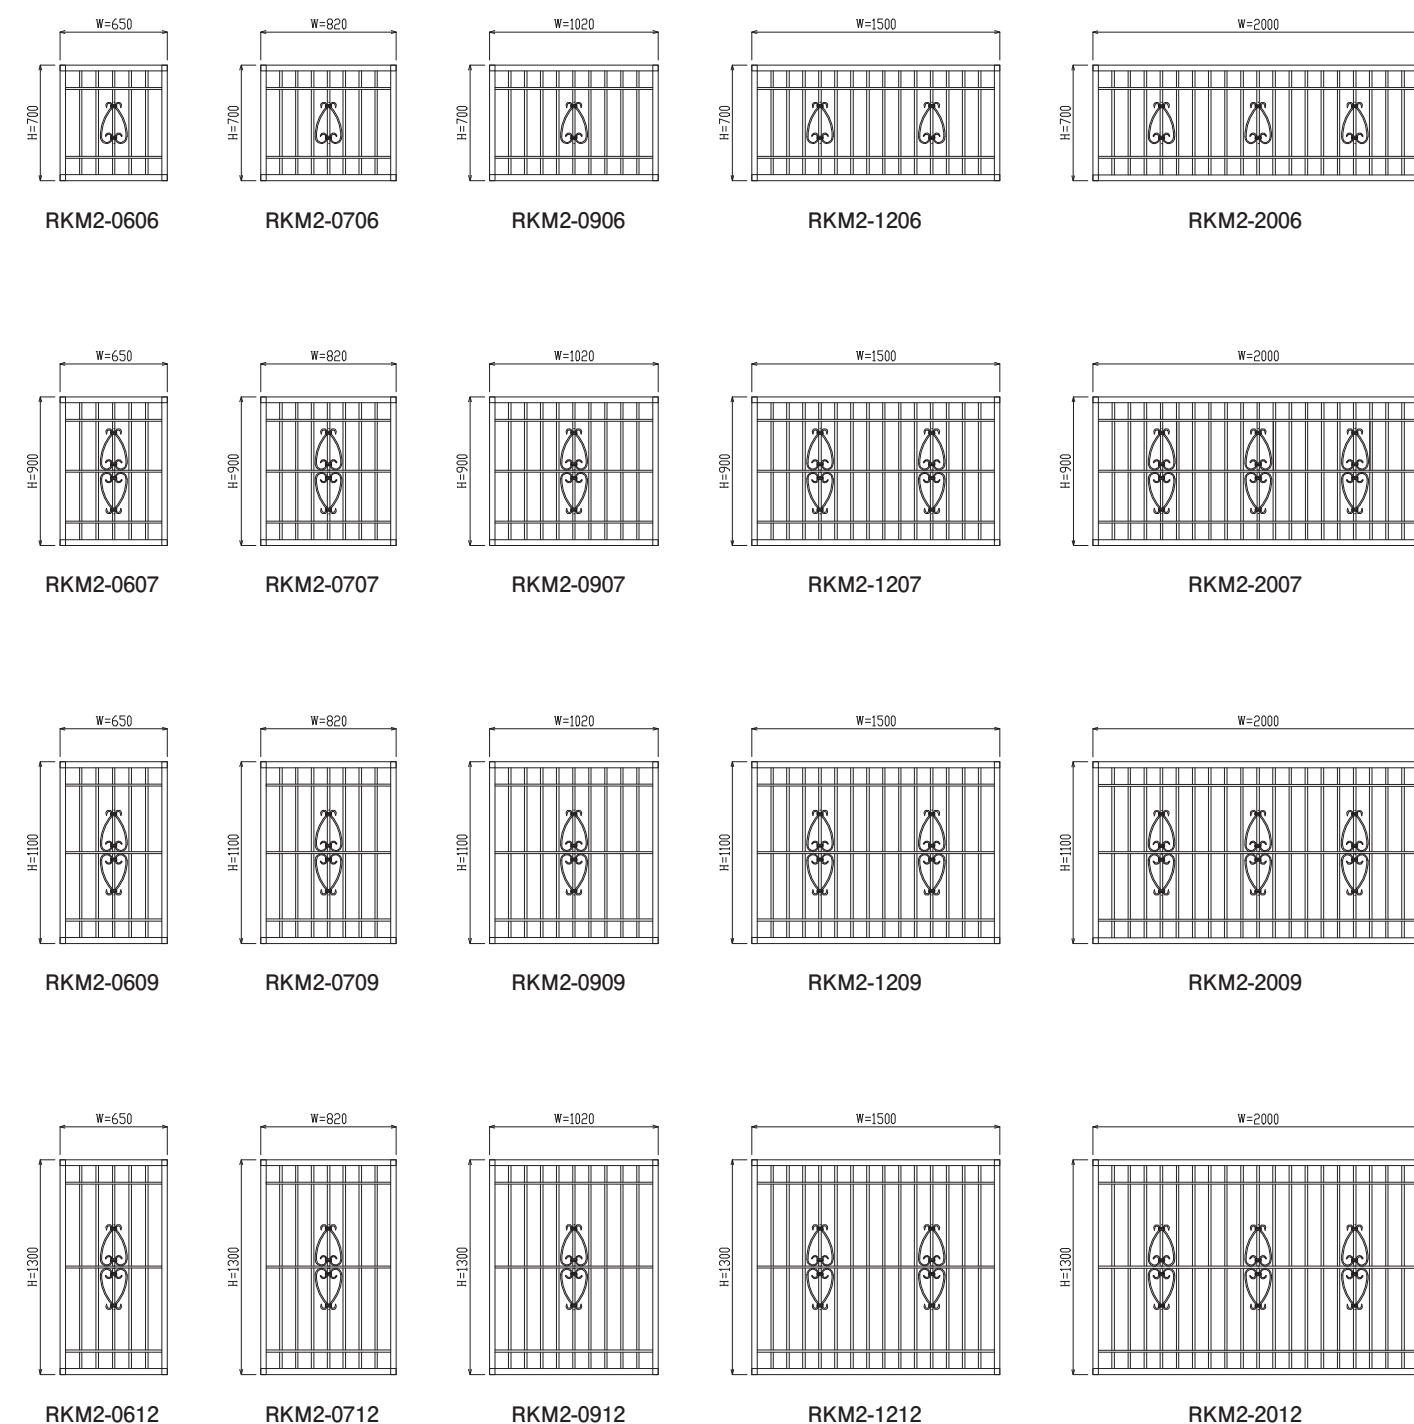 W=650 W=820 W=1020 W=1500 W=2000
H=700 H=700 H=700 H=700 H=700
RKM2-0606 RKM2-0706 RKM2-0906 RKM2-1206 RKM2-2006
W=650 W=820 W=1020 W=1500 W=2000
H=900 H=900 H=900 H=900 H=900
RKM2-0607 RKM2-0707 RKM2-0907 RKM2-1207 RKM2-2007
W=650 W=820 W=1020 W=1500 W=2000
H=1100 H=1100 H=1100 H=1100 H=1100
RKM2-0609 RKM2-0709 RKM2-0909 RKM2-1209 RKM2-2009
W=650 W=820 W=1020 W=1500 W=2000
H=1300 H=1300 H=1300 H=1300 H=1300
RKM2-0612 RKM2-0712 RKM2-0912 RKM2-1212 RKM2-2012